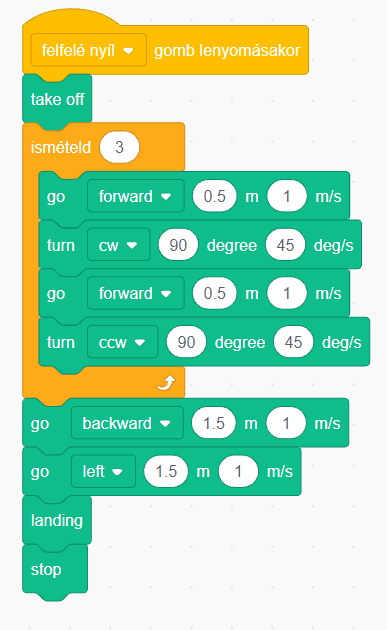 felfelé nyíl gomb lenyomásakor
take off
ismételd 3
go forward 0.5 m 1 m/s
turn cw 90 degree 45 deg/s
go forward 0.5 m 1 m/s
turn ccw 90 degree 45 deg/s
go backward 1.5 m 1 m/s
go left 1.5 m 1 m/s
landing
stop